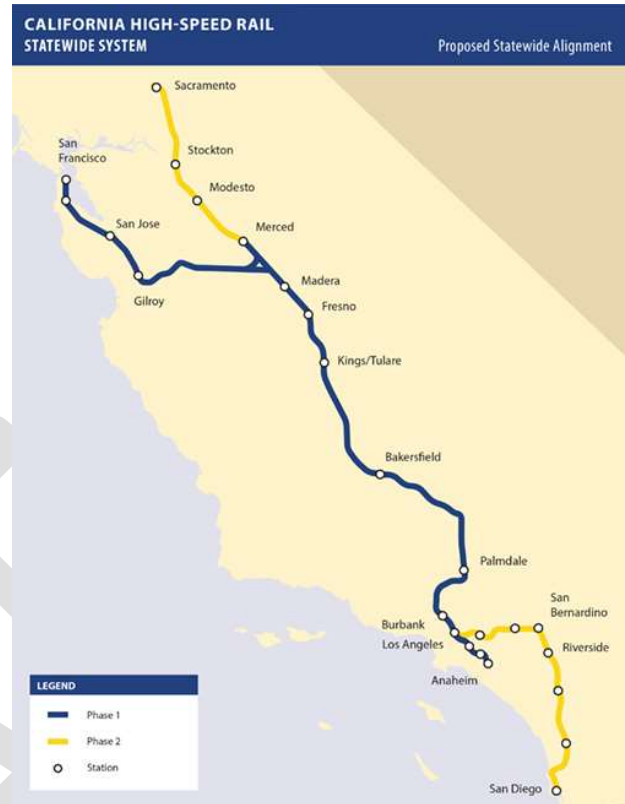 CALIFORNIA HIGH-SPEED RAIL
STATEWIDE SYSTEM
Proposed Statewide Alignment
Sacramento
San
Francisco
Stockton
Modesto
San Jose
Merced
Gilroy
Madera
Fresno
Kings/Tulare
Bakersfield
Palmdale
San
Bernardino
Burbank
Los Angeles
Riverside
Anaheim
San Diego
LEGEND
Phase 1
Phase 2
Station